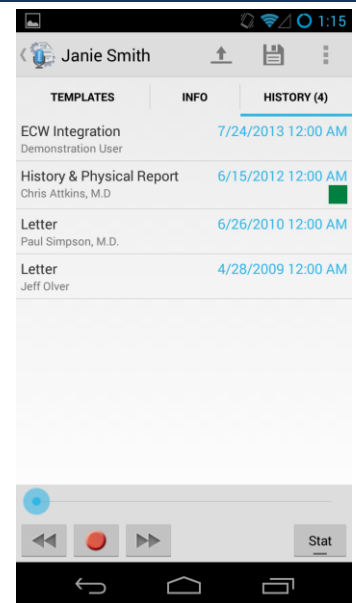 1:15
Janie Smith
TEMPLATES INFO HISTORY (4)
ECW Integration 7/24/2013 12:00 AM
Demonstration User
History & Physical Report 6/15/2012 12:00 AM
Chris Attkins, M.D
Letter 6/26/2010 12:00 AM
Paul Simpson, M.D.
Letter 4/28/2009 12:00 AM
Jeff Olver
Stat